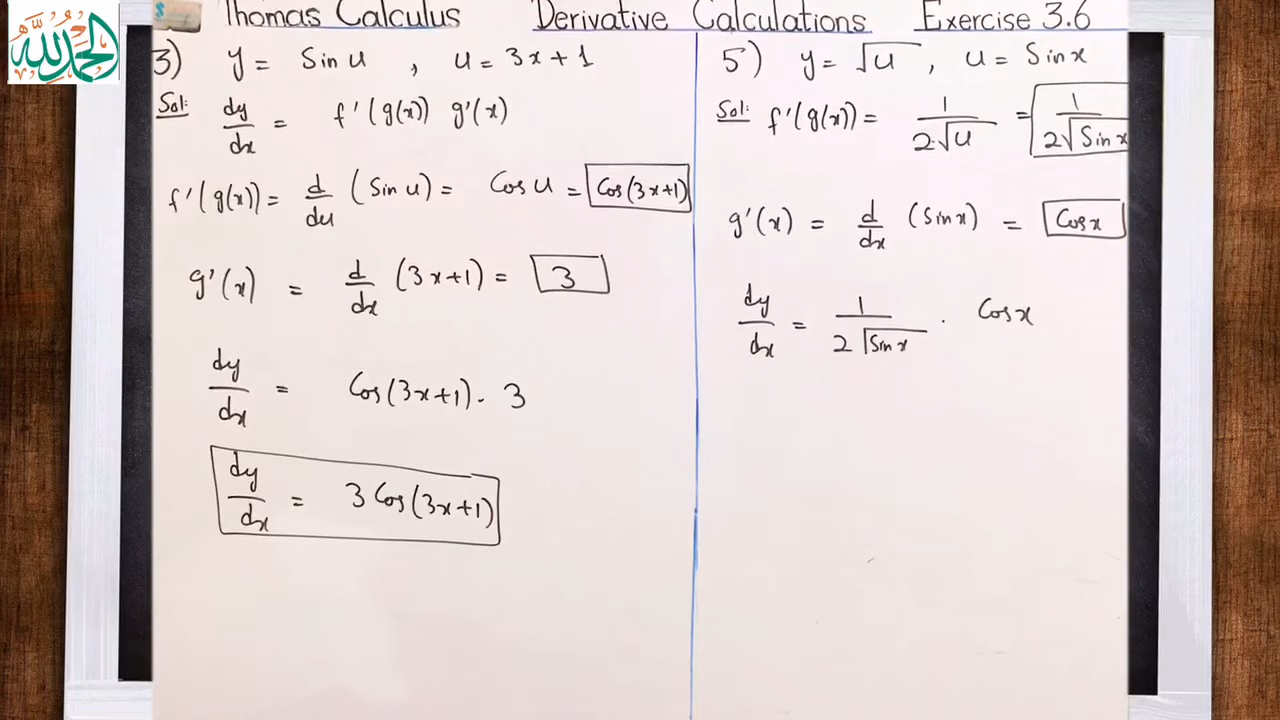 الحمد لله
Thomas Calculus Derivative Calculations Exercise 3.6
3) y = Sin u , u = 3x+1
Sol: dy/dx = f'(g(x)) g'(x)
f'(g(x)) = d/du (Sin u) = Cos u = Cos(3x+1)
g'(x) = d/dx (3x+1) = 3
dy/dx = Cos(3x+1) . 3
dy/dx = 3 Cos(3x+1)
5) y = √u , u = Sin x
Sol: f'(g(x)) = 1/2√u = 1/2√Sin x
g'(x) = d/dx (Sin x) = Cos x
dy/dx = 1/2√Sin x . Cos x